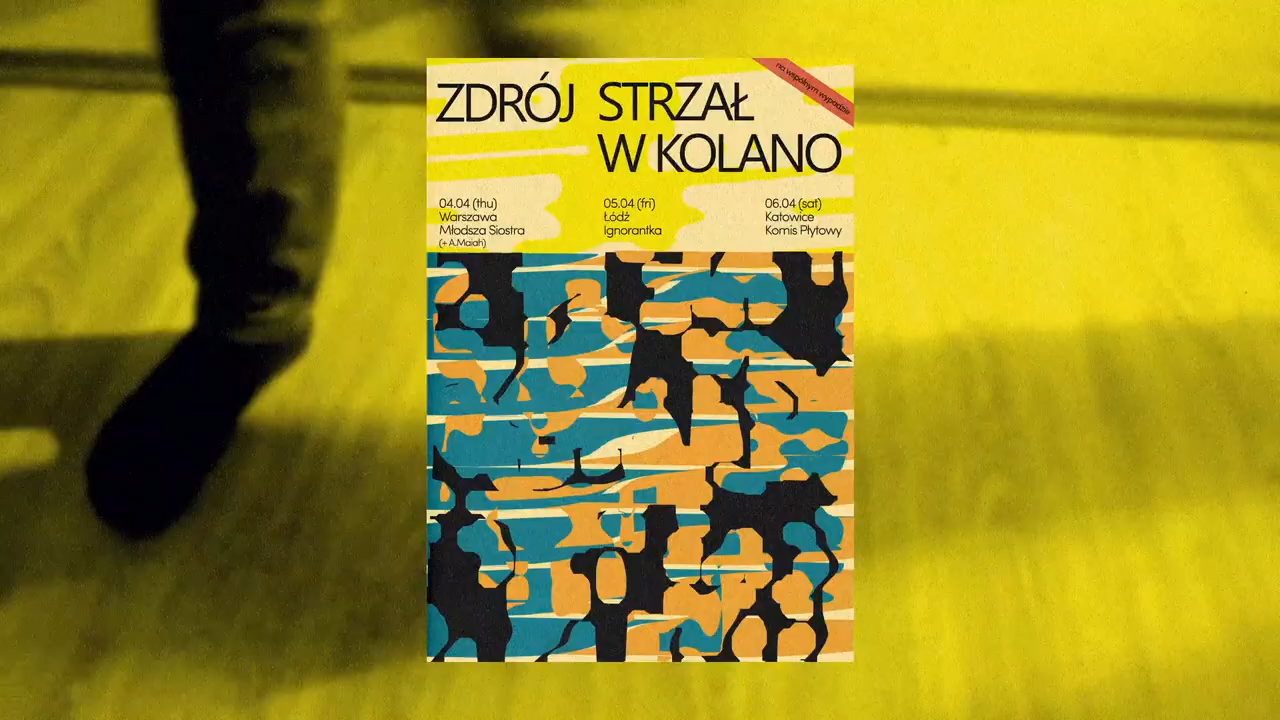 ZDRÓJ
STRZAŁ
W KOLANO
na wspólnym wypadzie
04.04 (thu)
Warszawa
Młodsza Siostra
(+ A.Maiah)
05.04 (fri)
Łódź
Ignorantka
06.04 (sat)
Katowice
Komis Płytowy